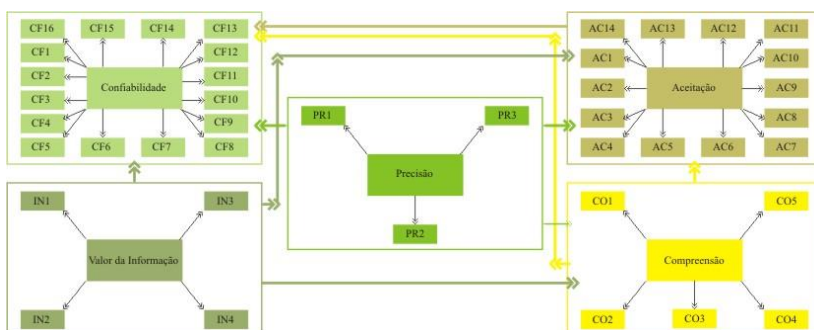 CF16 CF15 CF14 CF13
CF1 CF12
CF2 Confiabilidade CF11
CF3 CF10
CF4 CF9
CF5 CF6 CF7 CF8
AC14 AC13 AC12 AC11
AC1 AC10
AC2 Aceitação AC9
AC3 AC8
AC4 AC5 AC6 AC7
PR1 PR3
Precisão
PR2
IN1 IN3
Valor da Informação
IN2 IN4
CO1 CO5
Compreensão
CO2 CO3 CO4